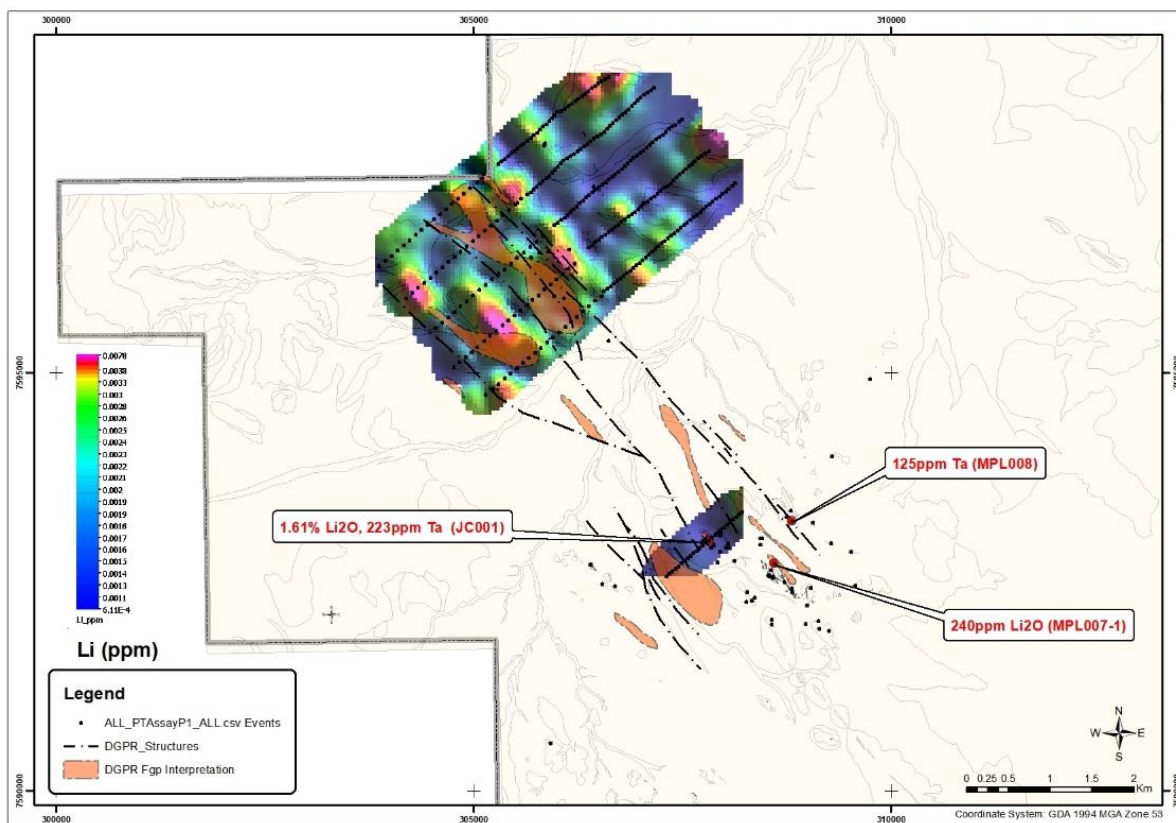 300000
305000
310000
7595000
0.0078
0.0038
0.0033
0.003
0.0028
0.0026
0.0025
0.0024
0.0023
0.0022
0.0021
0.002
0.0019
0.0018
0.0017
0.0015
0.0014
0.0013
0.0011
6.11E-4
Li_ppm
Li (ppm)
125ppm Ta (MPL008)
1.61% Li2O, 223ppm Ta (JC001)
240ppm Li2O (MPL007-1)
Legend
ALL_PTAssayP1_ALL.csv Events
DGPR_Structures
DGPR Fgp Interpretation
N
W E
S
0 0.25 0.5 1 1.5 2
Km
7590000
300000
305000
310000
Coordinate System: GDA 1994 MGA Zone 53